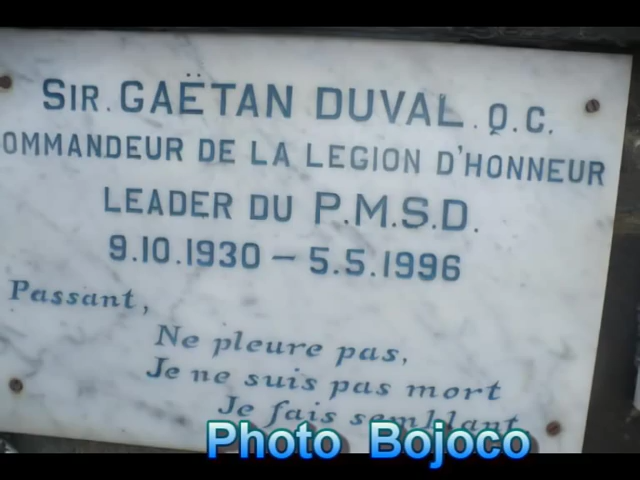 SIR. GAËTAN DUVAL. Q.C.
OMMANDEUR DE LA LEGION D'HONNEUR
LEADER DU P.M.S.D.
9.10.1930 – 5.5.1996
Passant,
Ne pleure pas,
Je ne suis pas mort
Je fais semblant
Photo Bojoco